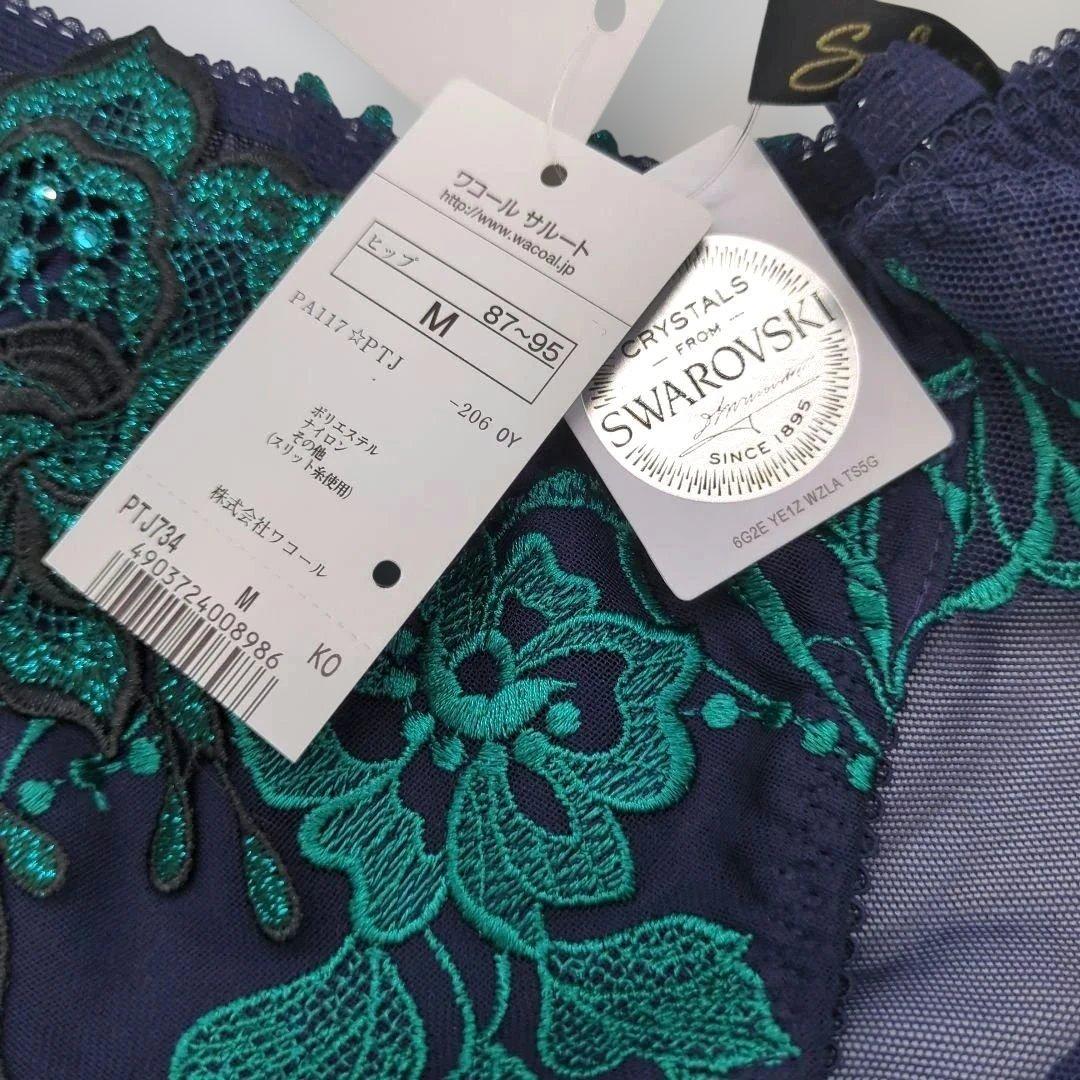 ワコール サルート
http://www.wacoal.jp
ヒップ 87~95
M
PA117☆PTJ
-206 0Y
ポリエステル
ナイロン
その他
(スリット糸使用)
株式会社ワコール
PTJ734 M KO
4903724008986
CRYSTALS
FROM
SWAROVSKI
SINCE 1895
6G2E YE1Z WZLA TS5G